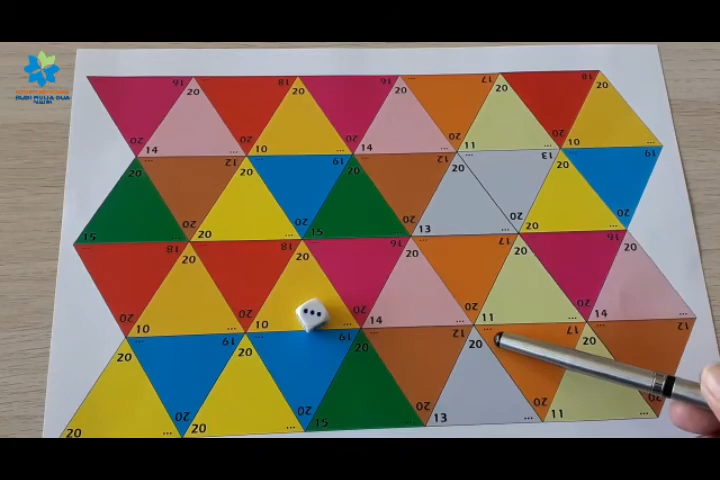 16 20 ... 18 20 ... 16 20 ... 17 20 ... 18 20
20 14 ... 20 10 ... 20 14 ... 20 11 ... 20 10 ...
20 ... 12 20 ... 19 20 ... 12 20 ... 13 20 ... 19
15 ... 20 20 ... 20 15 ... 20 13 ... 20 20 ... 20
... 18 20 ... 18 20 ... 16 20 ... 17 20 ... 16 20
20 10 ... 20 10 ... 20 14 ... 20 11 ... 20 14 ...
20 ... 19 20 ... 19 20 ... 12 20 ... 17 20 ... 12
20 ... 20 20 ... 20 15 ... 20 13 ... 20 11 ... 20